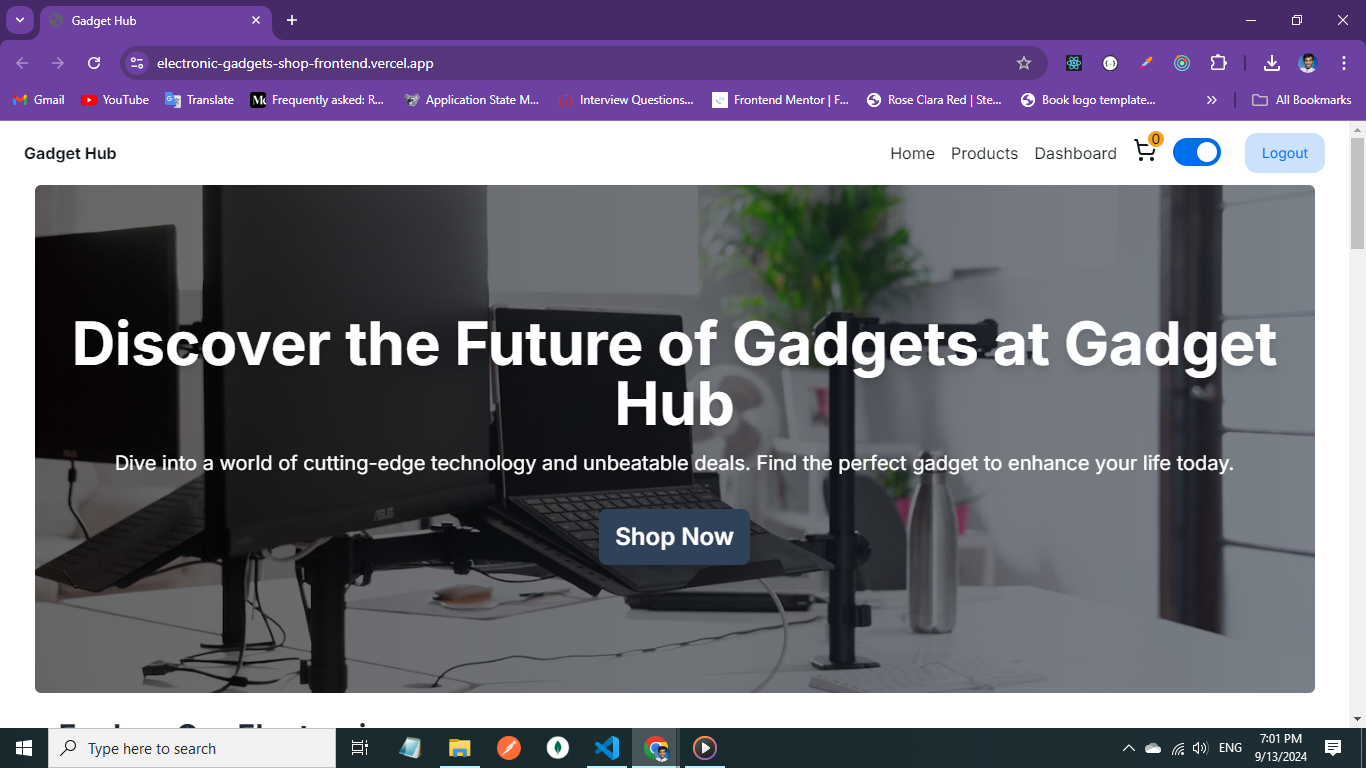 Gadget Hub
electronic-gadgets-shop-frontend.vercel.app
Gmail YouTube Translate Frequently asked: R... Application State M... Interview Questions... Frontend Mentor | F... Rose Clara Red | Ste... Book logo template... » All Bookmarks
Gadget Hub Home Products Dashboard 0 Logout
Discover the Future of Gadgets at Gadget
Hub
Dive into a world of cutting-edge technology and unbeatable deals. Find the perfect gadget to enhance your life today.
Shop Now
ASUS
Type here to search
ENG
7:01 PM
9/13/2024